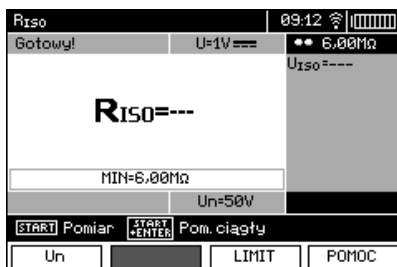 RISO 09:12
Gotowy! U=1V ●● 6,00MΩ
UISO=---
RISO=---
MIN=6,00MΩ
Un=50V
START Pomiar START +ENTER Pom. ciągły
Un LIMIT POMOC